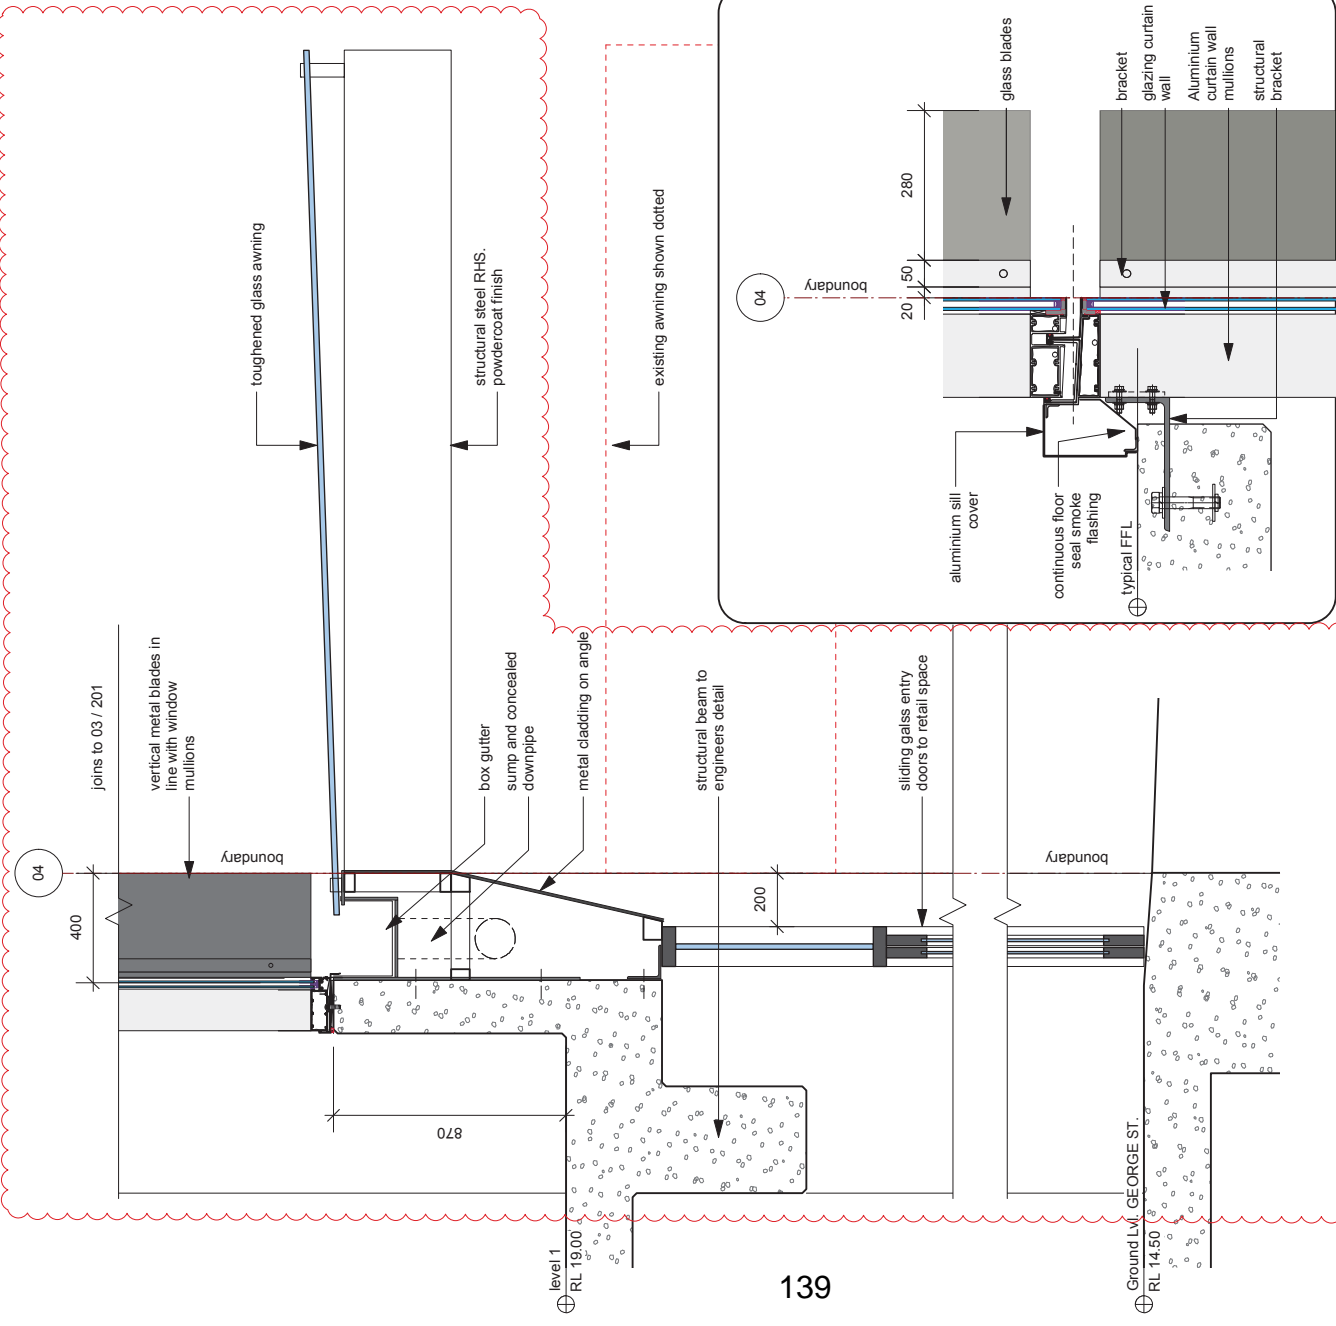 toughened glass awning
structural steel RHS.
powdercoat finish
existing awning shown dotted
glass blades
bracket
glazing curtain
wall
Aluminium
curtain wall
mullions
structural
bracket
280
50
20
04
boundary
aluminium sill
cover
continuous floor
seal smoke
flashing
typical FFL
joins to 03 / 201
vertical metal blades in
line with window
mullions
04
boundary
400
box gutter
sump and concealed
downpipe
metal cladding on angle
structural beam to
engineers detail
sliding galss entry
doors to retail space
200
boundary
870
level 1
RL 19.00
Ground Lvl. GEORGE ST.
RL 14.50
139